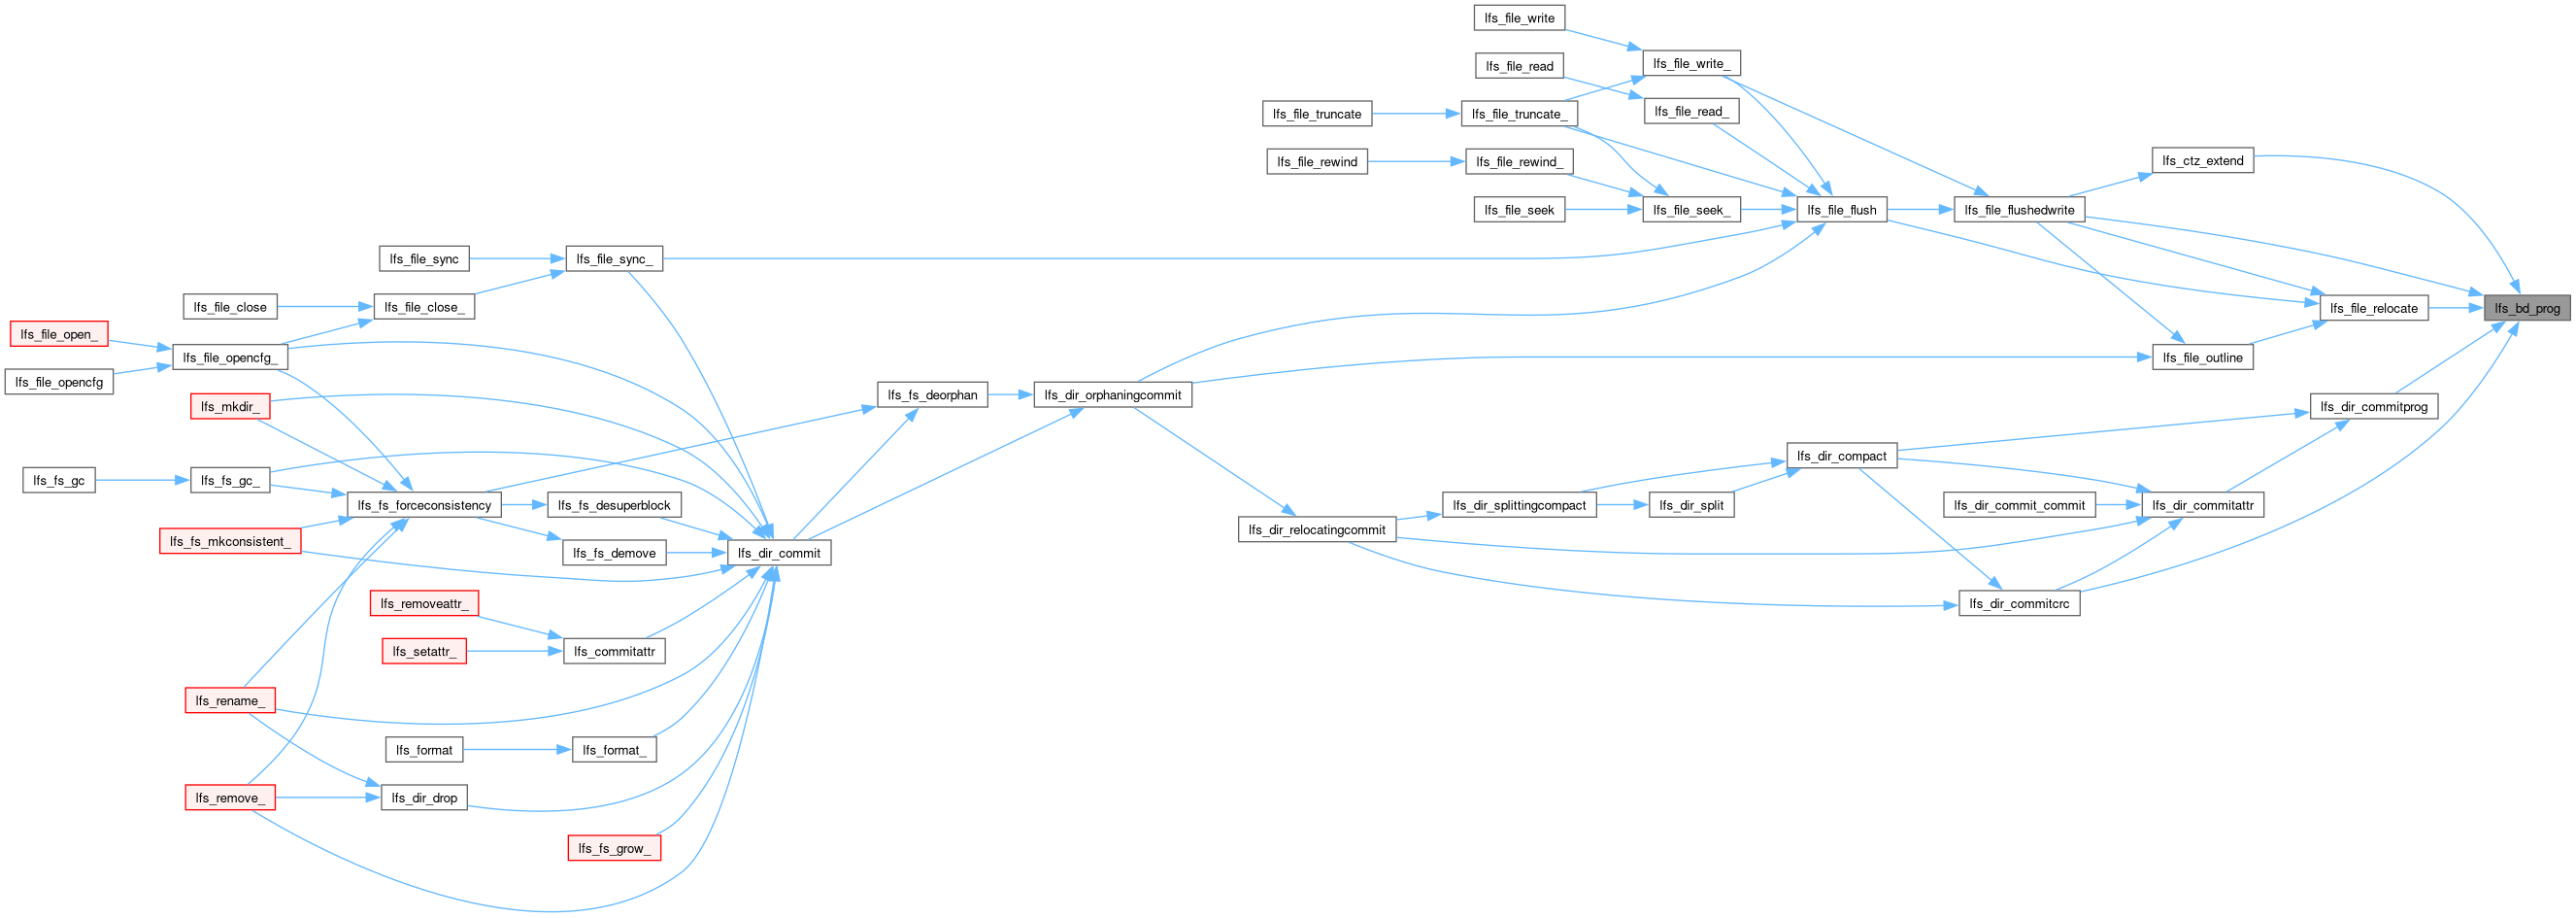 lfs_file_write
lfs_file_write_
lfs_file_read
lfs_file_read_
lfs_file_truncate
lfs_file_truncate_
lfs_file_rewind
lfs_file_rewind_
lfs_ctz_extend
lfs_file_seek
lfs_file_seek_
lfs_file_flush
lfs_file_flushedwrite
lfs_file_sync
lfs_file_sync_
lfs_file_close
lfs_file_close_
lfs_file_relocate
lfs_bd_prog
lfs_file_open_
lfs_file_opencfg_
lfs_file_outline
lfs_file_opencfg
lfs_fs_deorphan
lfs_dir_orphaningcommit
lfs_mkdir_
lfs_dir_commitprog
lfs_dir_compact
lfs_fs_gc
lfs_fs_gc_
lfs_fs_forceconsistency
lfs_fs_desuperblock
lfs_dir_splittingcompact
lfs_dir_split
lfs_dir_commit_commit
lfs_dir_commitattr
lfs_dir_relocatingcommit
lfs_fs_mkconsistent_
lfs_fs_demove
lfs_dir_commit
lfs_removeattr_
lfs_dir_commitcrc
lfs_setattr_
lfs_commitattr
lfs_rename_
lfs_format
lfs_format_
lfs_remove_
lfs_dir_drop
lfs_fs_grow_